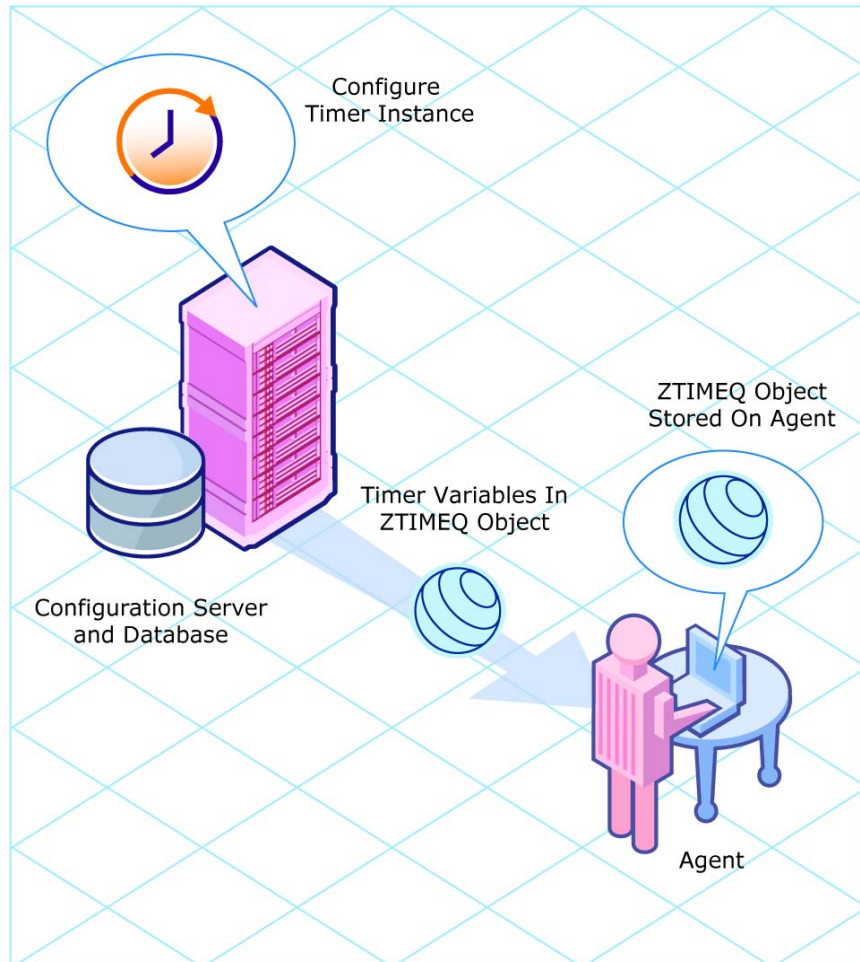 Configure
Timer Instance
ZTIMEQ Object
Stored On Agent
Timer Variables In
ZTIMEQ Object
Configuration Server
and Database
Agent